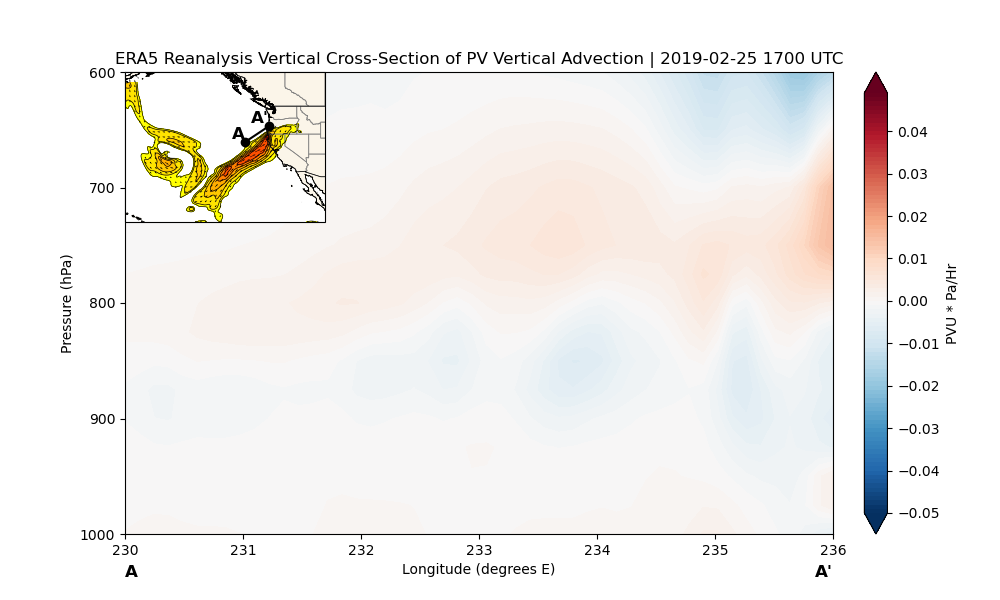 ERA5 Reanalysis Vertical Cross-Section of PV Vertical Advection | 2019-02-25 1700 UTC
600
700
800
900
1000
Pressure (hPa)
A
A'
230
231
232
233
234
235
236
Longitude (degrees E)
A
A'
0.04
0.03
0.02
0.01
0.00
−0.01
−0.02
−0.03
−0.04
−0.05
PVU * Pa/Hr